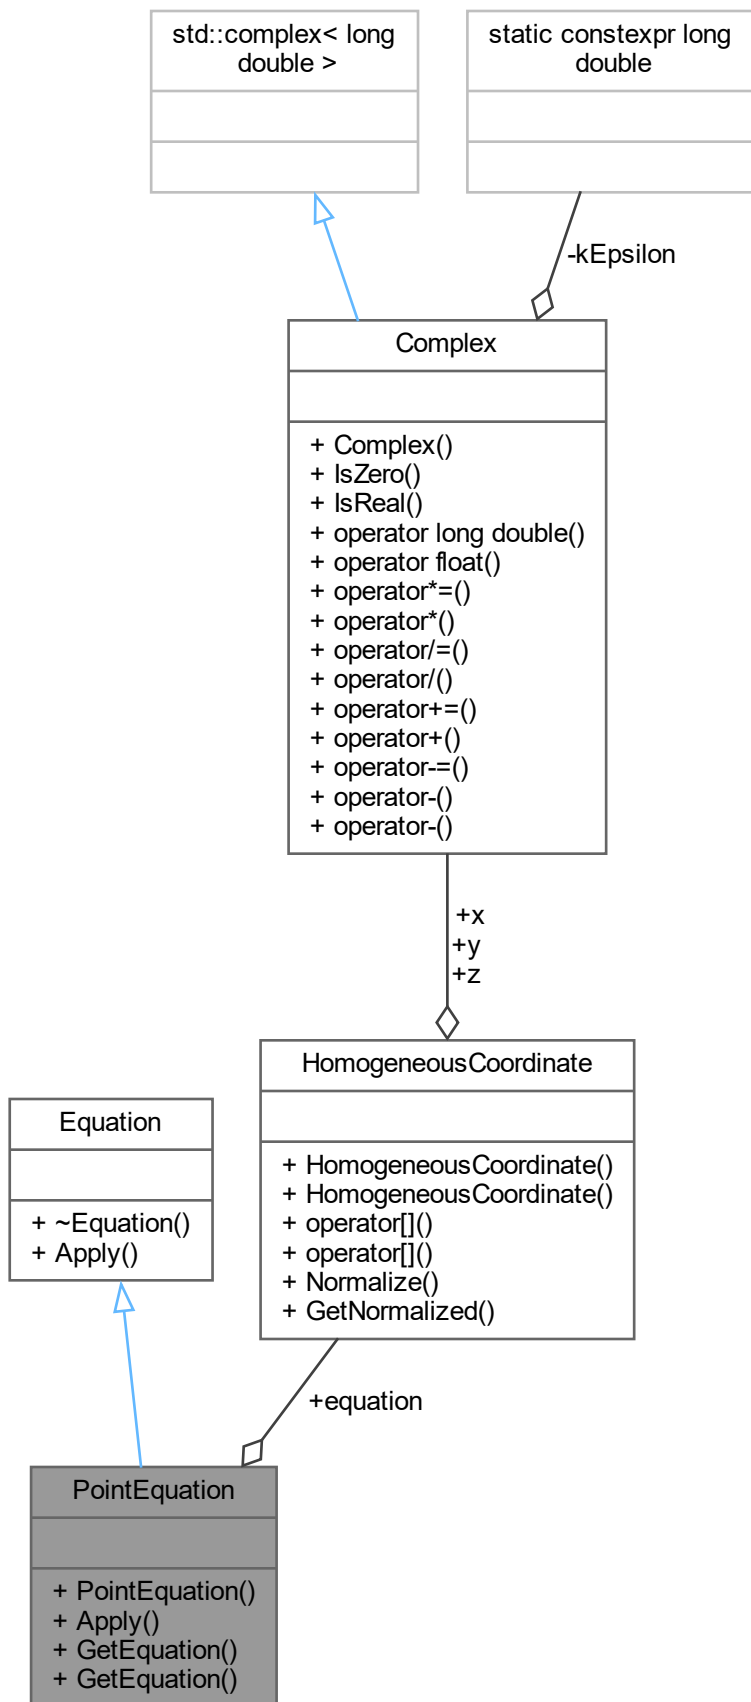 std::complex< long
double >
static constexpr long
double
-kEpsilon
Complex
+ Complex()
+ IsZero()
+ IsReal()
+ operator long double()
+ operator float()
+ operator*=()
+ operator*()
+ operator/=()
+ operator/()
+ operator+=()
+ operator+()
+ operator-=()
+ operator-()
+ operator-()
+x
+y
+z
HomogeneousCoordinate
+ HomogeneousCoordinate()
+ HomogeneousCoordinate()
+ operator[]()
+ operator[]()
+ Normalize()
+ GetNormalized()
Equation
+ ~Equation()
+ Apply()
+equation
PointEquation
+ PointEquation()
+ Apply()
+ GetEquation()
+ GetEquation()